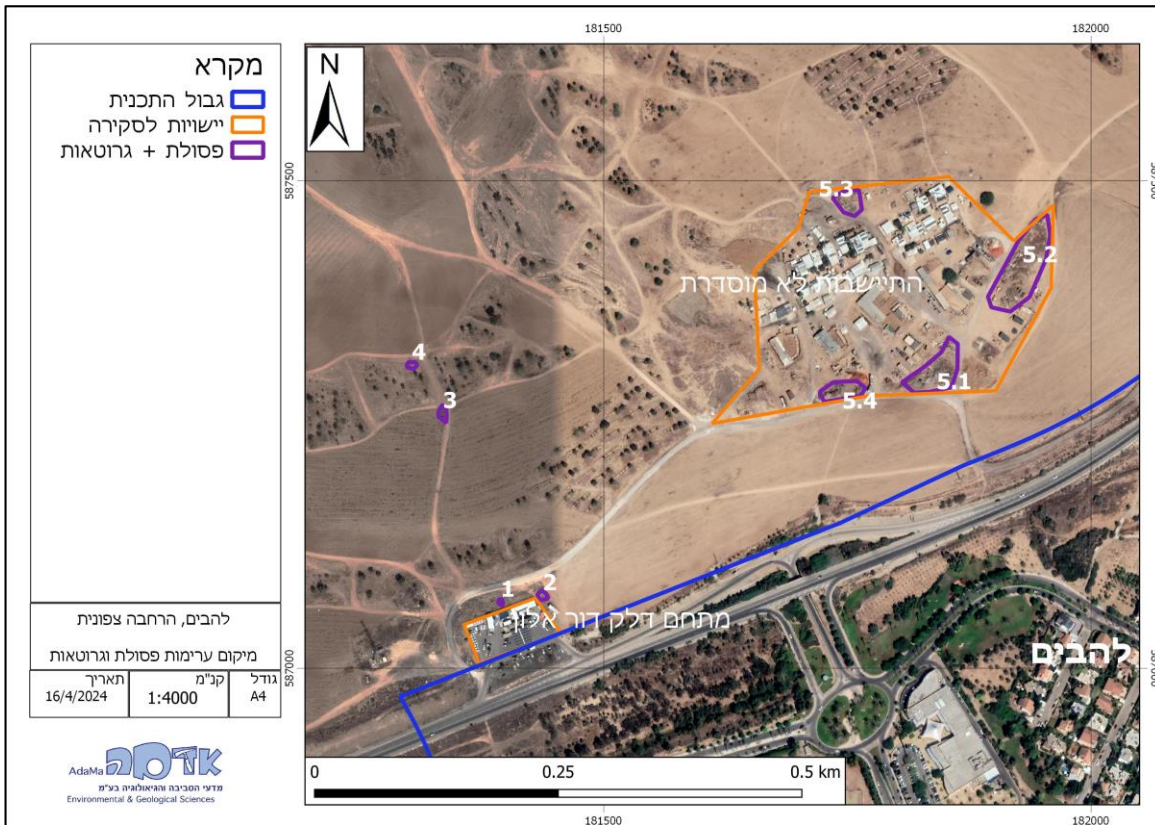 181500
182000
מקרא
גבול התכנית
יישויות לסקירה
פסולת + גרוטאות
N
587500
587500
5.3
5.2
התיישבות לא מוסדרת
4
3
5.1
5.4
1
2
מתחם דלק דור אלון
להבים
587000
587000
להבים, הרחבה צפונית
מיקום ערימות פסולת וגרוטאות
גודל
A4
קנ"מ
1:4000
תאריך
16/4/2024
אדמה
AdaMa
מדעי הסביבה והגיאולוגיה בע"מ
Environmental & Geological Sciences
0
0.25
0.5 km
181500
182000